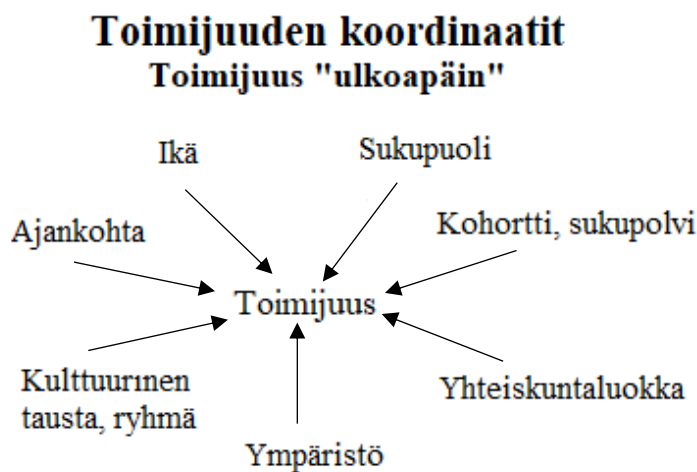 Toimijuuden koordinaatit
Toimijuus "ulkoapäin"
Ikä
Sukupuoli
Ajankohta
Kohortti, sukupolvi
Toimijuus
Kulttuurinen
tausta, ryhmä
Yhteiskuntaluokka
Ympäristö